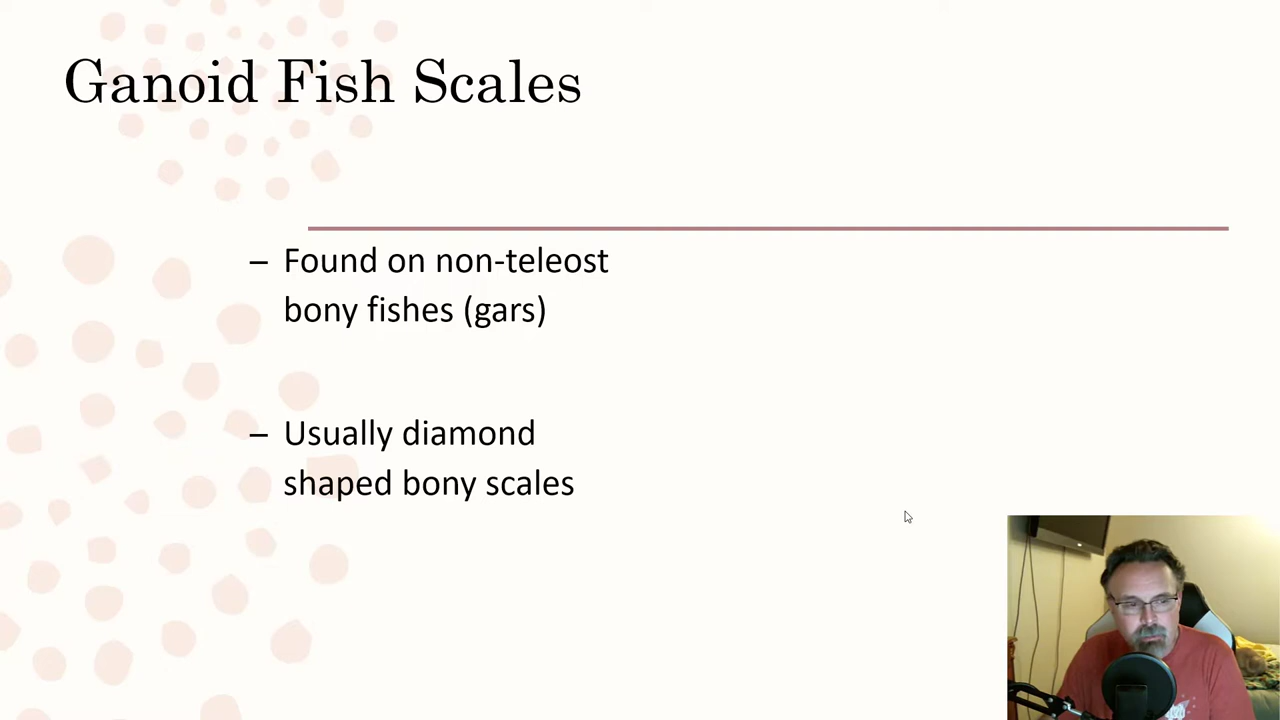 Ganoid Fish Scales
– Found on non-teleost
bony fishes (gars)
– Usually diamond
shaped bony scales